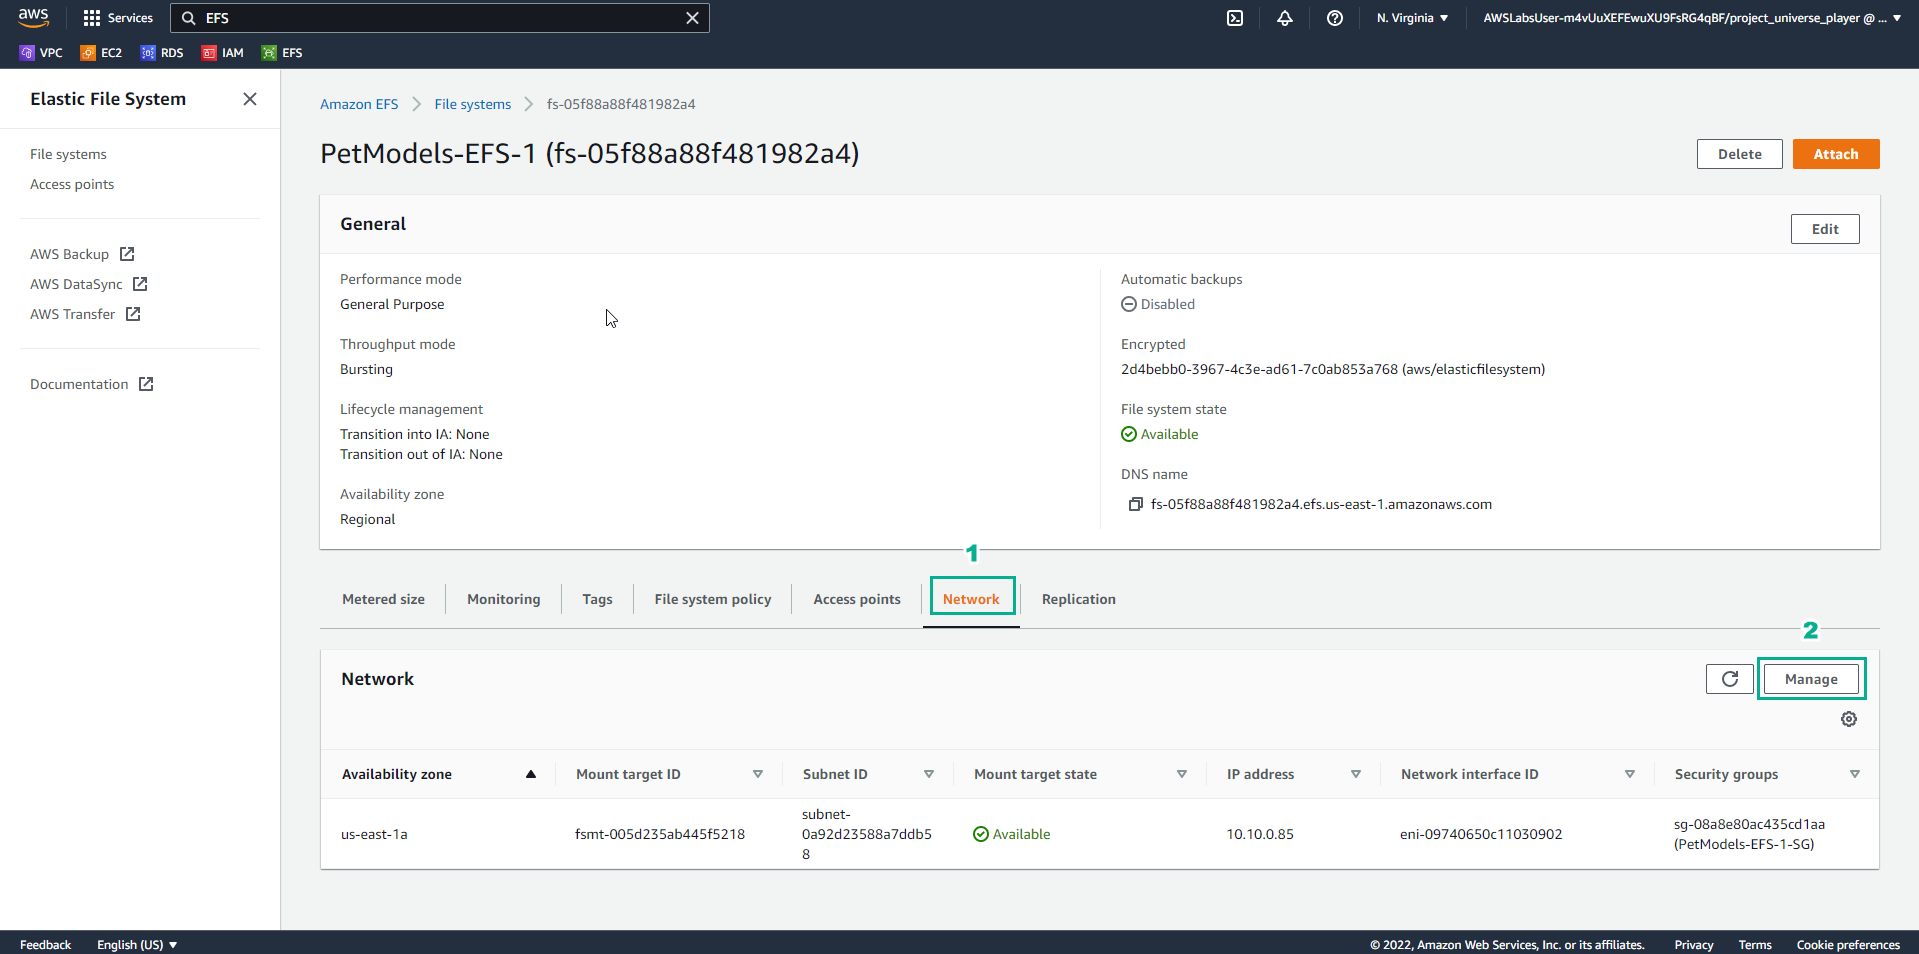 aws
Services
EFS
N. Virginia
AWSLabsUser-m4vUuXEFEwuXU9FsRG4qBF/project_universe_player @ ...
VPC
EC2
RDS
IAM
EFS
Elastic File System
File systems
Access points
AWS Backup
AWS DataSync
AWS Transfer
Documentation
Amazon EFS
File systems
fs-05f88a88f481982a4
PetModels-EFS-1 (fs-05f88a88f481982a4)
Delete
Attach
General
Edit
Performance mode
General Purpose
Throughput mode
Bursting
Lifecycle management
Transition into IA: None
Transition out of IA: None
Availability zone
Regional
Automatic backups
Disabled
Encrypted
2d4bebb0-3967-4c3e-ad61-7c0ab853a768 (aws/elasticfilesystem)
File system state
Available
DNS name
fs-05f88a88f481982a4.efs.us-east-1.amazonaws.com
1
Metered size
Monitoring
Tags
File system policy
Access points
Network
Replication
2
Network
Manage
Availability zone
Mount target ID
Subnet ID
Mount target state
IP address
Network interface ID
Security groups
us-east-1a
fsmt-005d235ab445f5218
subnet-
0a92d23588a7ddb5
8
Available
10.10.0.85
eni-09740650c11030902
sg-08a8e80ac435cd1aa
(PetModels-EFS-1-SG)
Feedback
English (US)
© 2022, Amazon Web Services, Inc. or its affiliates.
Privacy
Terms
Cookie preferences